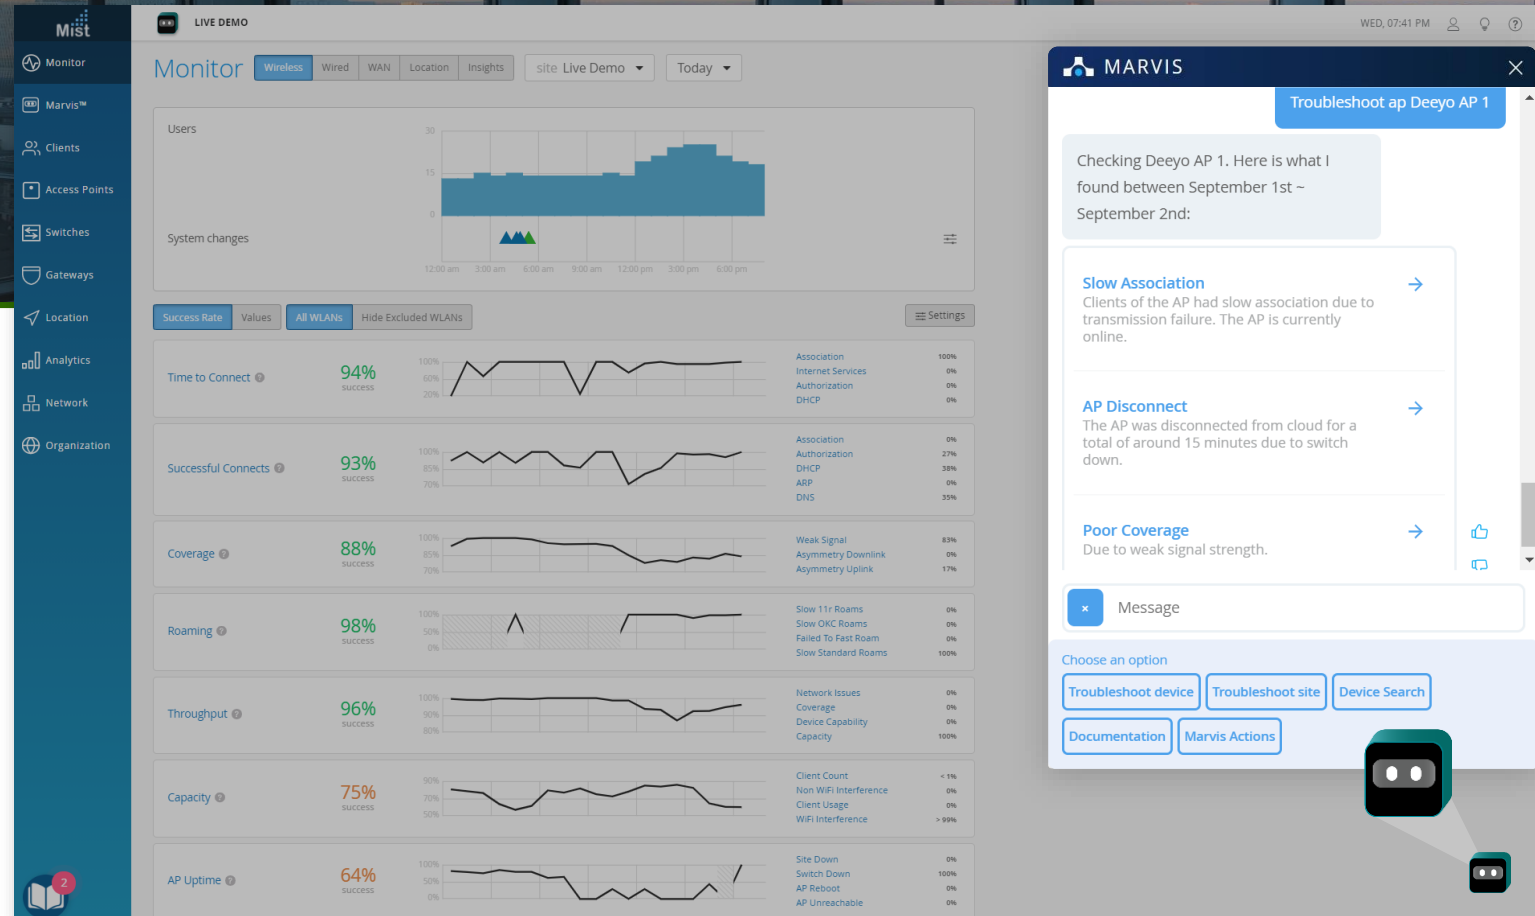 Mist
LIVE DEMO
WED, 07:41 PM
Monitor
Marvis™
Clients
Access Points
Switches
Gateways
Location
Analytics
Network
Organization
2
Monitor
Wireless Wired WAN Location Insights
site Live Demo
Today
Users
30
15
0
System changes
12:00 am 3:00 am 6:00 am 9:00 am 12:00 pm 3:00 pm 6:00 pm
Success Rate Values All WLANs Hide Excluded WLANs
Settings
Time to Connect
94%
success
100%
60%
20%
Association 100%
Internet Services 0%
Authorization 0%
DHCP 0%
Successful Connects
93%
success
100%
85%
70%
Association 0%
Authorization 27%
DHCP 38%
ARP 0%
DNS 35%
Coverage
88%
success
100%
85%
70%
Weak Signal 83%
Asymmetry Downlink 0%
Asymmetry Uplink 17%
Roaming
98%
success
100%
50%
0%
Slow 11r Roams 0%
Slow OKC Roams 0%
Failed To Fast Roam 0%
Slow Standard Roams 100%
Throughput
96%
success
100%
90%
80%
Network Issues 0%
Coverage 0%
Device Capability 0%
Capacity 100%
Capacity
75%
success
90%
70%
50%
Client Count < 1%
Non WiFi Interference 0%
Client Usage 0%
WiFi Interference > 99%
AP Uptime
64%
success
100%
50%
0%
Site Down 0%
Switch Down 100%
AP Reboot 0%
AP Unreachable 0%
MARVIS
Troubleshoot ap Deeyo AP 1
Checking Deeyo AP 1. Here is what I
found between September 1st ~
September 2nd:
Slow Association
Clients of the AP had slow association due to
transmission failure. The AP is currently
online.
AP Disconnect
The AP was disconnected from cloud for a
total of around 15 minutes due to switch
down.
Poor Coverage
Due to weak signal strength.
Message
Choose an option
Troubleshoot device Troubleshoot site Device Search
Documentation Marvis Actions